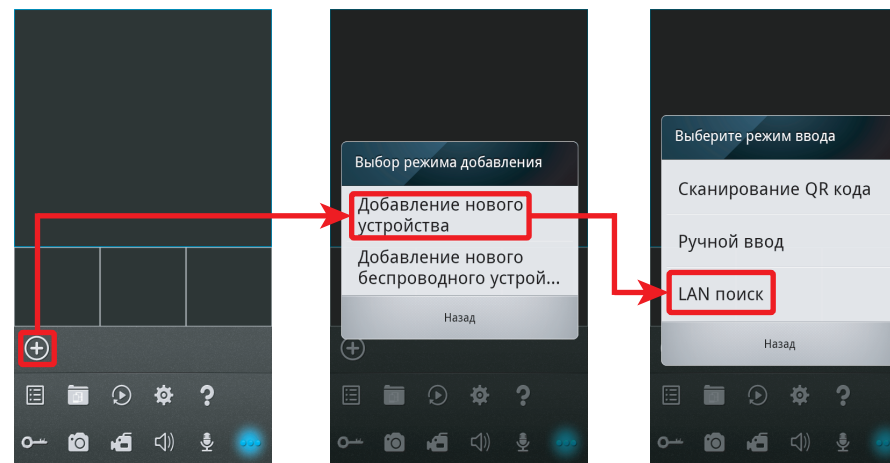 Выбор режима добавления
Добавление нового
устройства
Добавление нового
беспроводного устрой...
Назад
Выберите режим ввода
Сканирование QR кода
Ручной ввод
LAN поиск
Назад